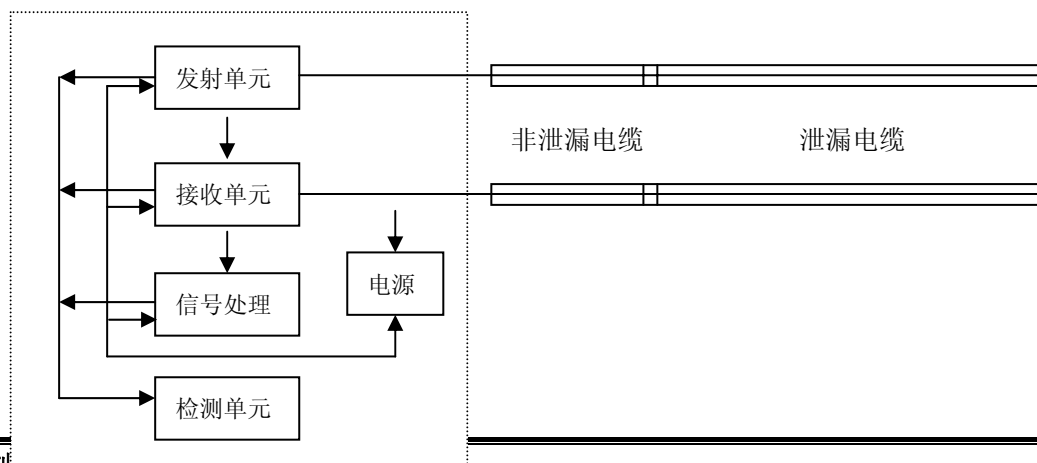 发射单元
非泄漏电缆
泄漏电缆
接收单元
电源
信号处理
检测单元